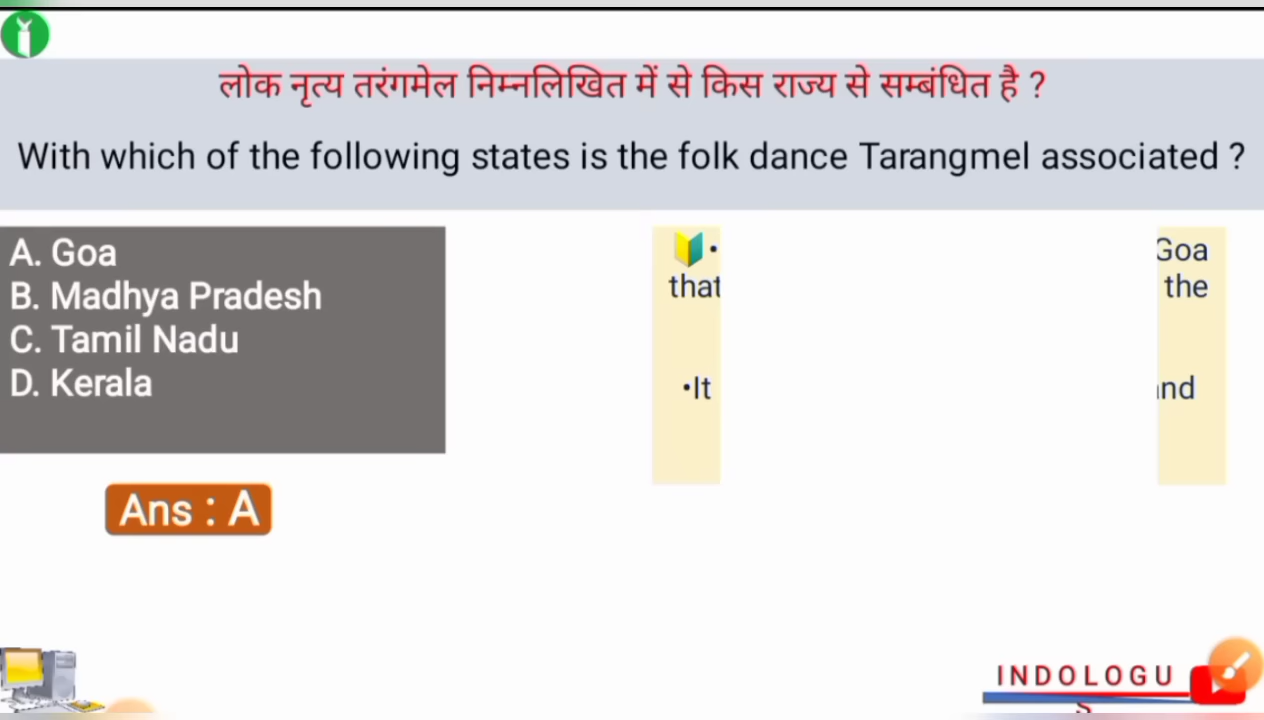 लोक नृत्य तरंगमेल निम्नलिखित में से किस राज्य से सम्बंधित है ?
With which of the following states is the folk dance Tarangmel associated ?
A. Goa
B. Madhya Pradesh
C. Tamil Nadu
D. Kerala
Ans : A
• Goa
that the
•It
INDOLOGU
S